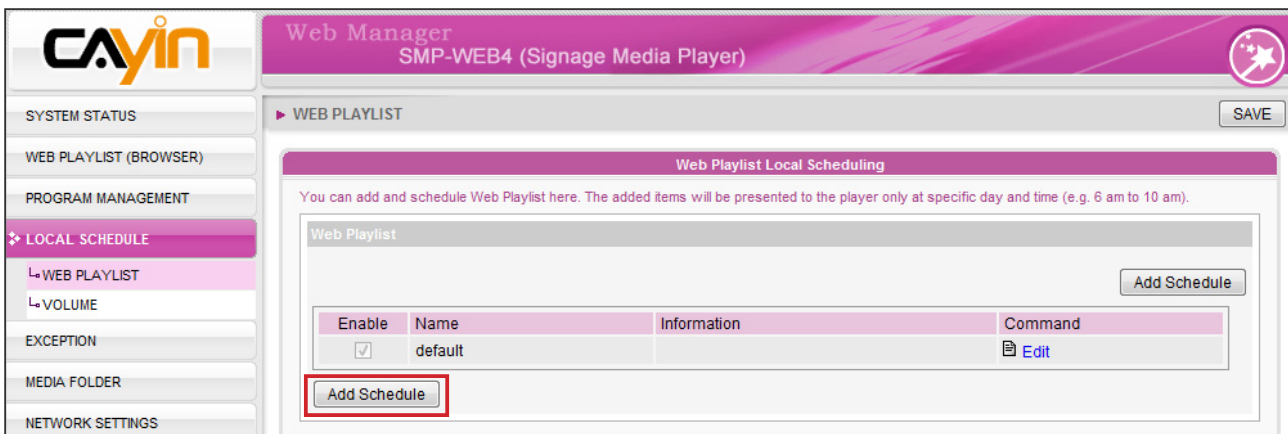 CAYIN
Web Manager
SMP-WEB4 (Signage Media Player)
SYSTEM STATUS
WEB PLAYLIST (BROWSER)
PROGRAM MANAGEMENT
LOCAL SCHEDULE
WEB PLAYLIST
VOLUME
EXCEPTION
MEDIA FOLDER
NETWORK SETTINGS
WEB PLAYLIST
SAVE
Web Playlist Local Scheduling
You can add and schedule Web Playlist here. The added items will be presented to the player only at specific day and time (e.g. 6 am to 10 am).
Web Playlist
Add Schedule
Enable Name Information Command
default Edit
Add Schedule